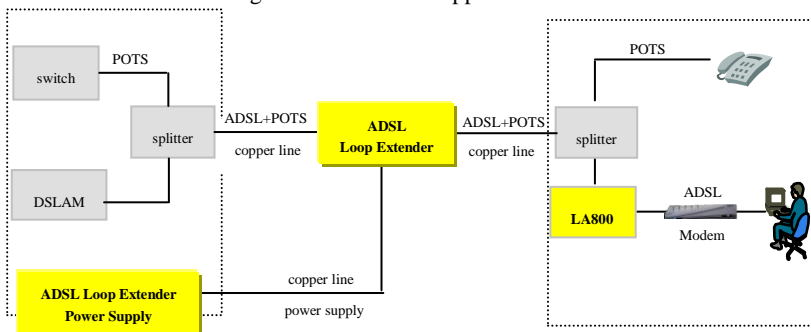 POTS
switch
splitter
DSLAM
ADSL+POTS
copper line
ADSL
Loop Extender
ADSL+POTS
copper line
POTS
splitter
LA800
ADSL
Modem
copper line
power supply
ADSL Loop Extender
Power Supply